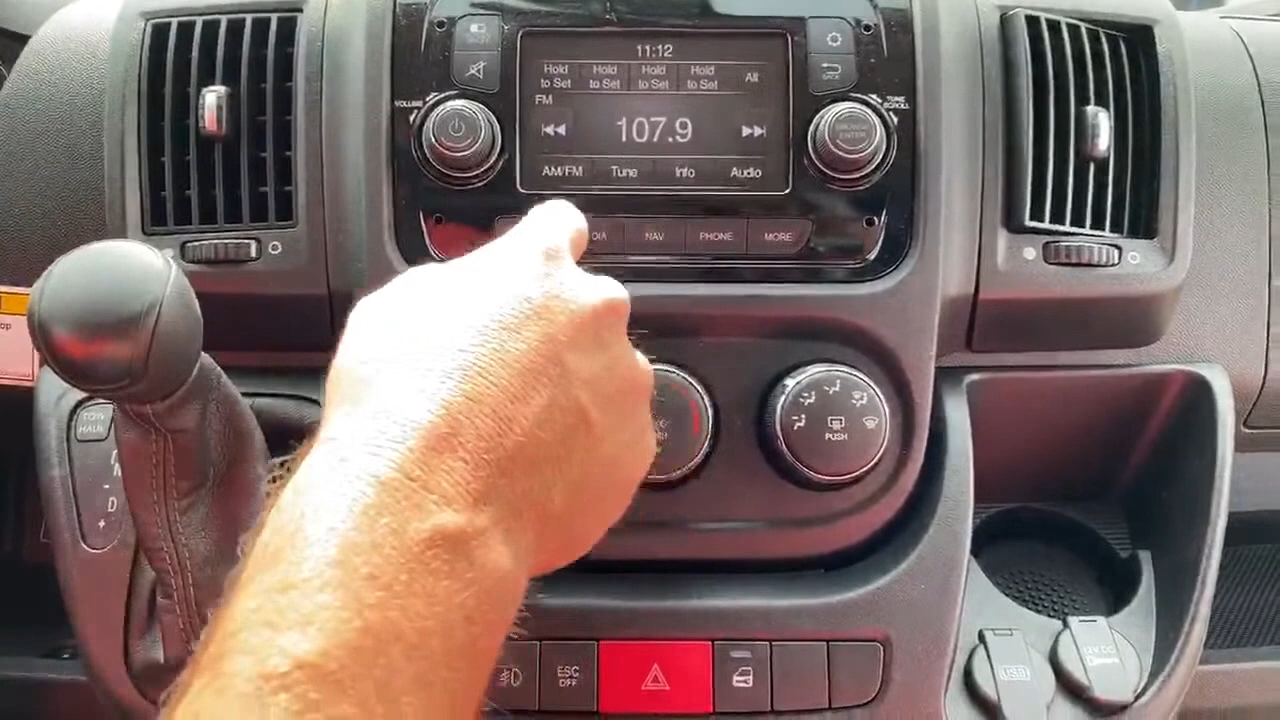 11:12
Hold to Set
Hold to Set
Hold to Set
Hold to Set
All
FM
107.9
AM/FM Tune Info Audio
VOLUME
TUNE
SCROLL
BACK
BROWSE
ENTER
NAV PHONE MORE
TOW
HAUL
-
D
+
PUSH
ESC
OFF
USB
12V DC